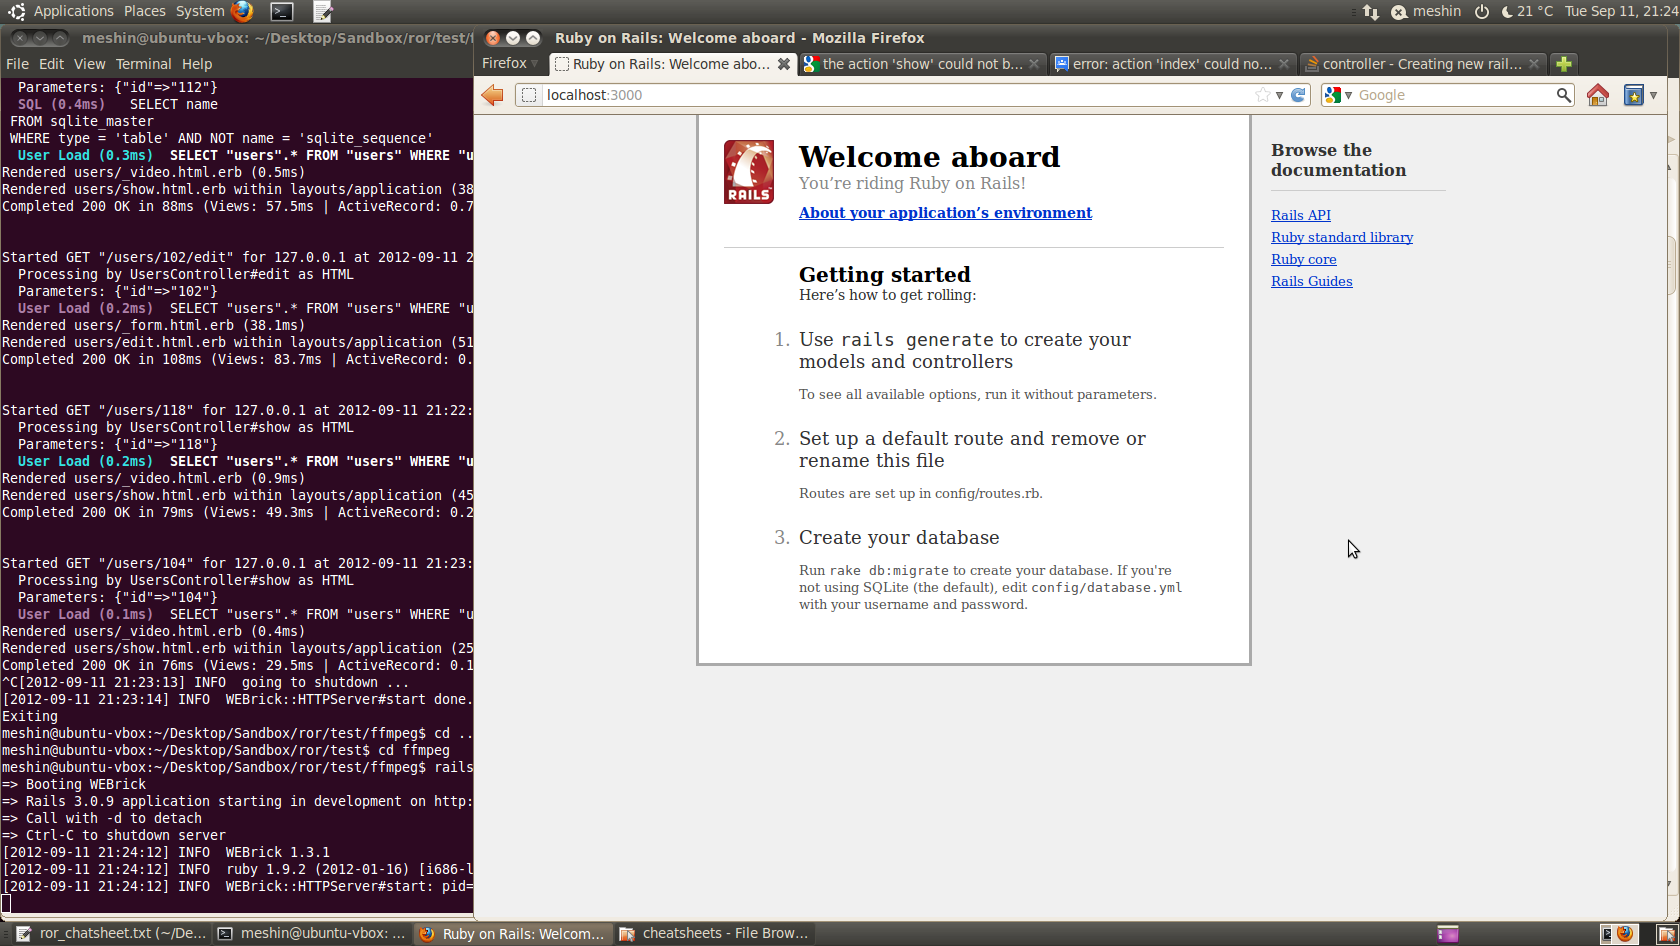 Applications Places System
meshin 21 °C Tue Sep 11, 21:24
meshin@ubuntu-vbox: ~/Desktop/Sandbox/ror/test/f
File Edit View Terminal Help
Parameters: {"id"=>"112"}
SQL (0.4ms) SELECT name
FROM sqlite_master
WHERE type = 'table' AND NOT name = 'sqlite_sequence'
User Load (0.3ms) SELECT "users".* FROM "users" WHERE "u
Rendered users/_video.html.erb (0.5ms)
Rendered users/show.html.erb within layouts/application (38
Completed 200 OK in 88ms (Views: 57.5ms | ActiveRecord: 0.7
Started GET "/users/102/edit" for 127.0.0.1 at 2012-09-11 2
Processing by UsersController#edit as HTML
Parameters: {"id"=>"102"}
User Load (0.2ms) SELECT "users".* FROM "users" WHERE "u
Rendered users/_form.html.erb (38.1ms)
Rendered users/edit.html.erb within layouts/application (51
Completed 200 OK in 108ms (Views: 83.7ms | ActiveRecord: 0.
Started GET "/users/118" for 127.0.0.1 at 2012-09-11 21:22:
Processing by UsersController#show as HTML
Parameters: {"id"=>"118"}
User Load (0.2ms) SELECT "users".* FROM "users" WHERE "u
Rendered users/_video.html.erb (0.9ms)
Rendered users/show.html.erb within layouts/application (45
Completed 200 OK in 79ms (Views: 49.3ms | ActiveRecord: 0.2
Started GET "/users/104" for 127.0.0.1 at 2012-09-11 21:23:
Processing by UsersController#show as HTML
Parameters: {"id"=>"104"}
User Load (0.1ms) SELECT "users".* FROM "users" WHERE "u
Rendered users/_video.html.erb (0.4ms)
Rendered users/show.html.erb within layouts/application (25
Completed 200 OK in 76ms (Views: 29.5ms | ActiveRecord: 0.1
^C[2012-09-11 21:23:13] INFO going to shutdown ...
[2012-09-11 21:23:14] INFO WEBrick::HTTPServer#start done.
Exiting
meshin@ubuntu-vbox:~/Desktop/Sandbox/ror/test/ffmpeg$ cd ..
meshin@ubuntu-vbox:~/Desktop/Sandbox/ror/test$ cd ffmpeg
meshin@ubuntu-vbox:~/Desktop/Sandbox/ror/test/ffmpeg$ rails
=> Booting WEBrick
=> Rails 3.0.9 application starting in development on http:
=> Call with -d to detach
=> Ctrl-C to shutdown server
[2012-09-11 21:24:12] INFO WEBrick 1.3.1
[2012-09-11 21:24:12] INFO ruby 1.9.2 (2012-01-16) [i686-l
[2012-09-11 21:24:12] INFO WEBrick::HTTPServer#start: pid=
Ruby on Rails: Welcome aboard - Mozilla Firefox
Firefox Ruby on Rails: Welcome abo... the action 'show' could not b... error: action 'index' could no... controller - Creating new rail...
localhost:3000 Google
RAILS
Welcome aboard
You’re riding Ruby on Rails!
About your application’s environment
Getting started
Here’s how to get rolling:
1. Use rails generate to create your
models and controllers
To see all available options, run it without parameters.
2. Set up a default route and remove or
rename this file
Routes are set up in config/routes.rb.
3. Create your database
Run rake db:migrate to create your database. If you're
not using SQLite (the default), edit config/database.yml
with your username and password.
Browse the
documentation
Rails API
Ruby standard library
Ruby core
Rails Guides
ror_chatsheet.txt (~/De... meshin@ubuntu-vbox: ... Ruby on Rails: Welcom... cheatsheets - File Brow...